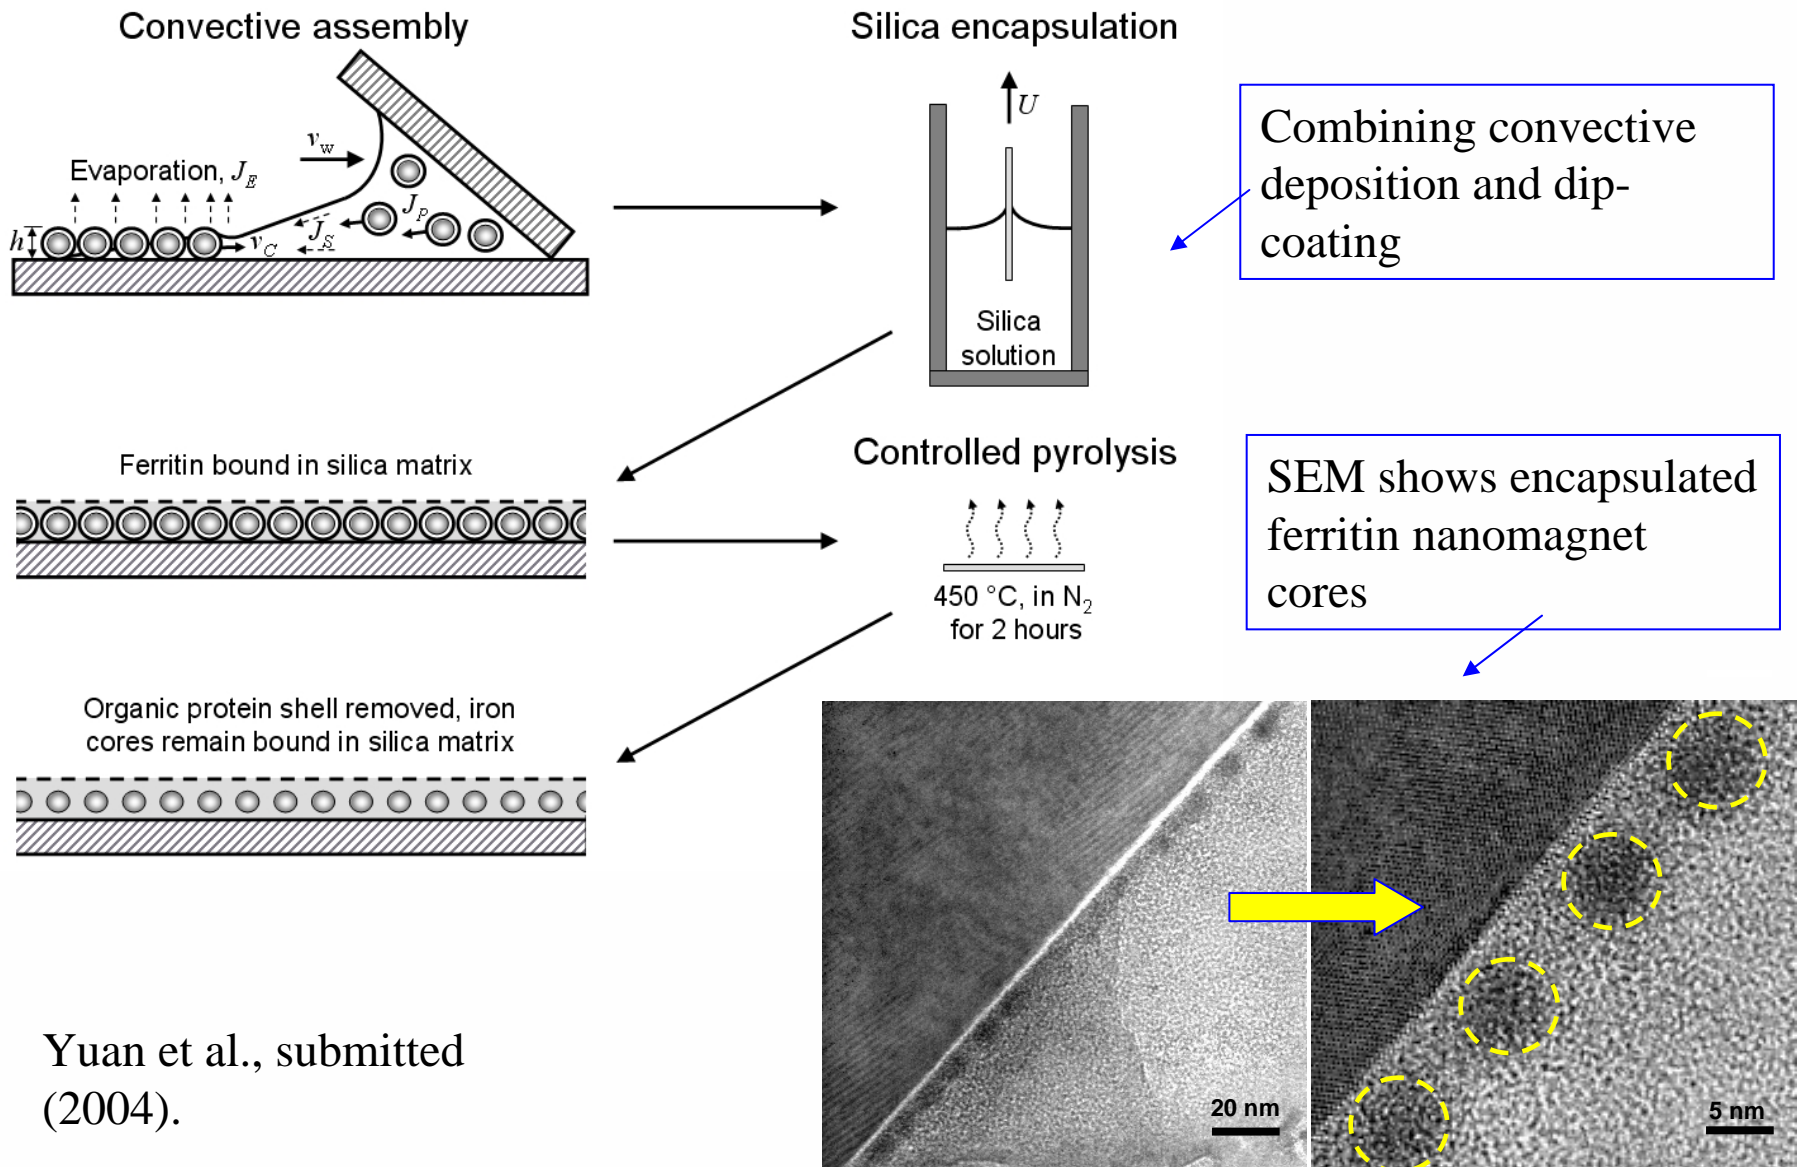 Convective assembly
Silica encapsulation
U
Combining convective
deposition and dip-
coating
v_w
Evaporation, J_E
J_P
h
J_S
v_C
Silica
solution
Ferritin bound in silica matrix
Controlled pyrolysis
450 °C, in N₂
for 2 hours
SEM shows encapsulated
ferritin nanomagnet
cores
Organic protein shell removed, iron
cores remain bound in silica matrix
20 nm
5 nm
Yuan et al., submitted
(2004).